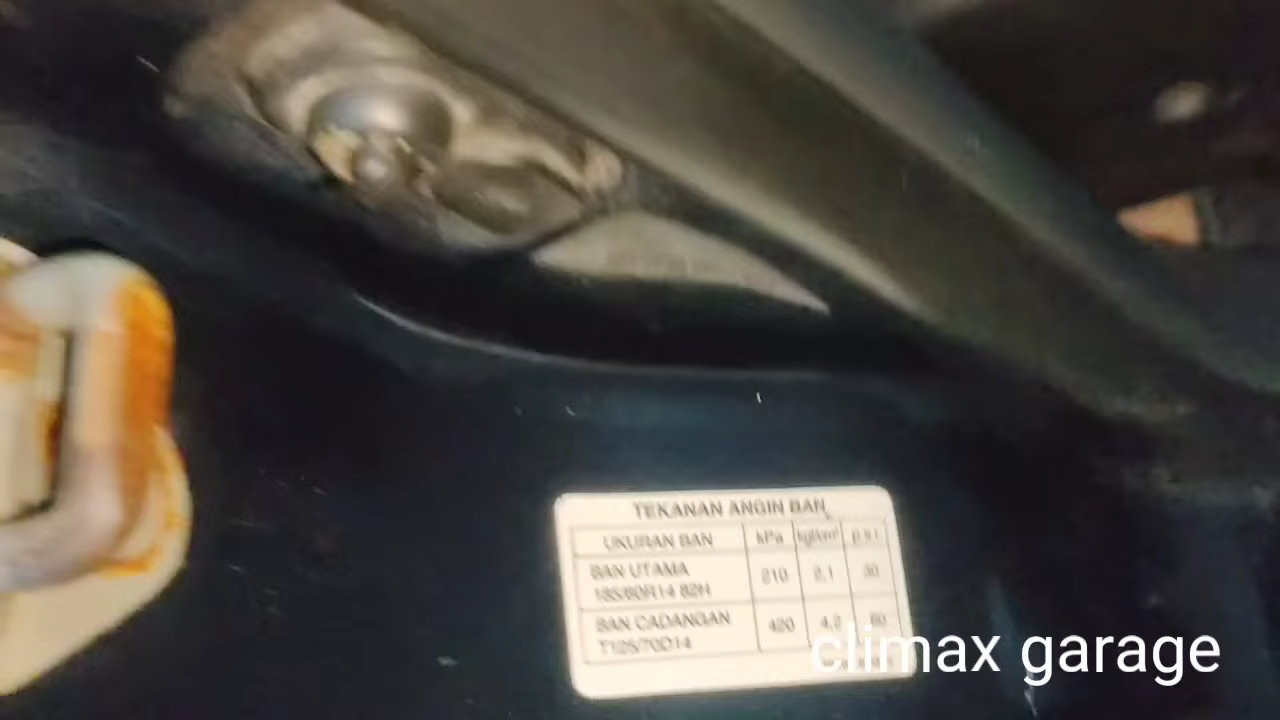 TEKANAN ANGIN BAN
UKURAN BAN kPa kgf/cm² p.s.i
BAN UTAMA
185/60R14 82H 210 2,1 30
BAN CADANGAN
T125/70D14 420 4,2 60
climax garage